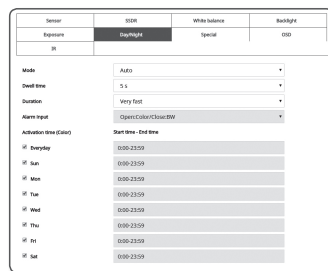 Sensor SSDR White balance Backlight
Exposure Day/Night Special OSD
IR
Mode Auto
Dwell time 5 s
Duration Very fast
Alarm input Open:Color/Close:BW
Activation time (Color) Start time - End time
Everyday 0:00-23:59
Sun 0:00-23:59
Mon 0:00-23:59
Tue 0:00-23:59
Wed 0:00-23:59
Thu 0:00-23:59
Fri 0:00-23:59
Sat 0:00-23:59